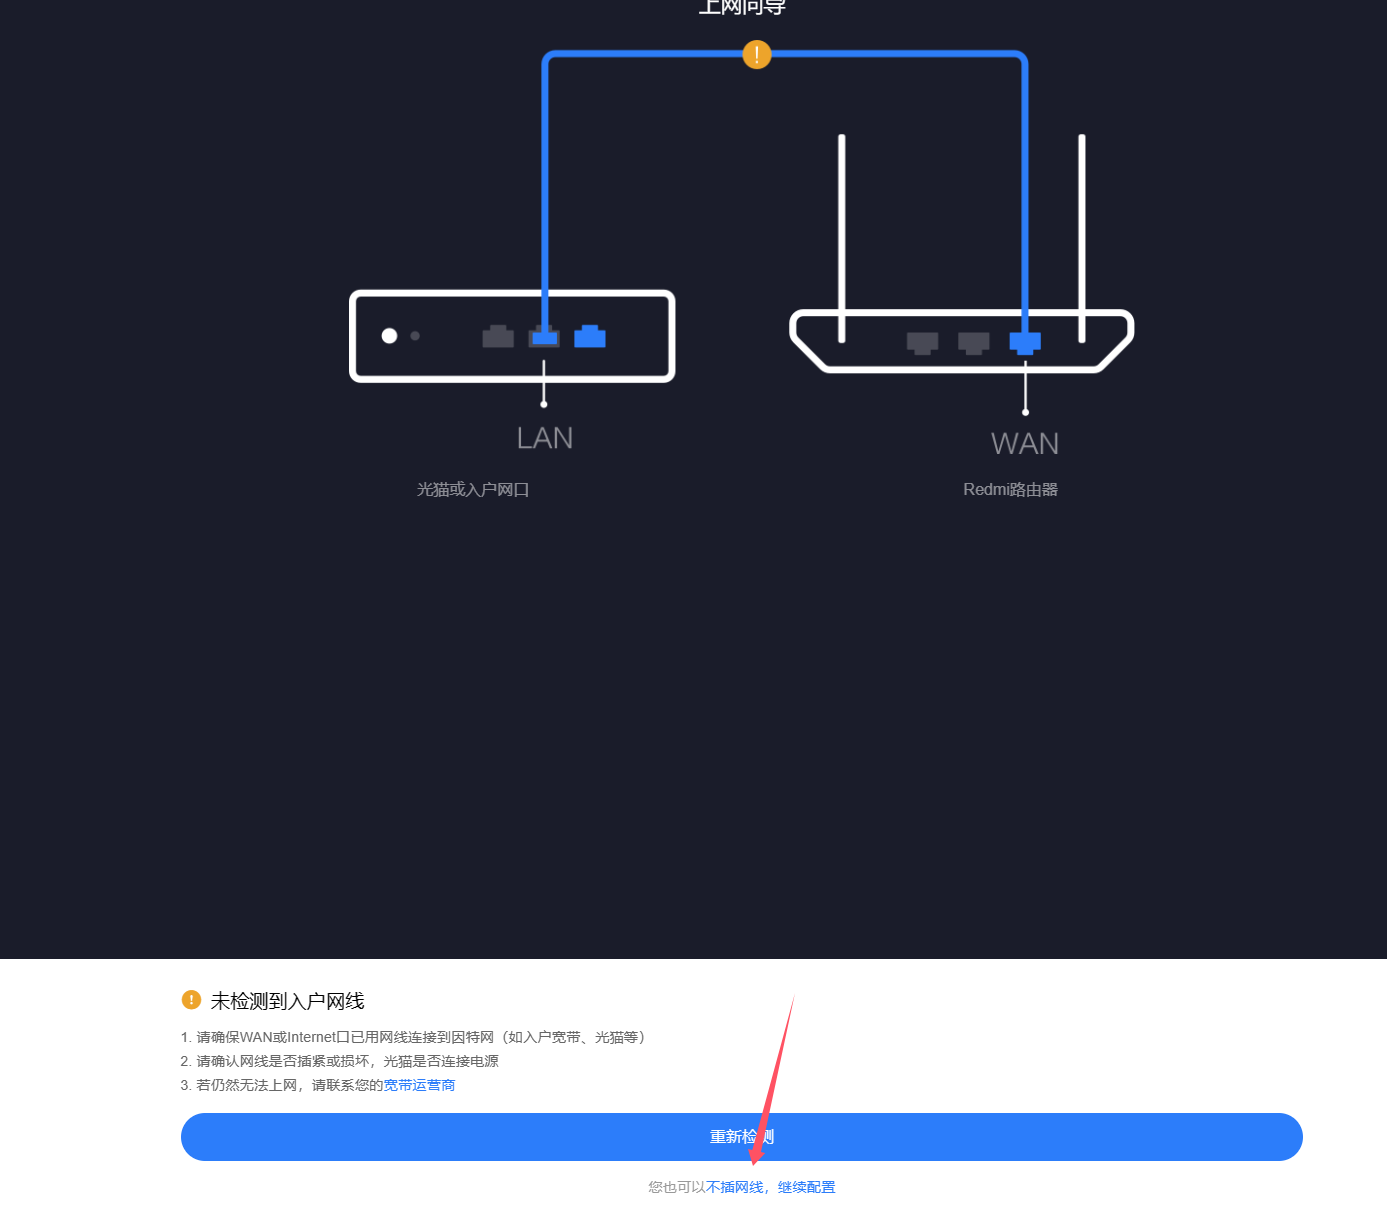 上网向导
LAN
WAN
光猫或入户网口
Redmi路由器
未检测到入户网线
1. 请确保WAN或Internet口已用网线连接到因特网（如入户宽带、光猫等）
2. 请确认网线是否插紧或损坏，光猫是否连接电源
3. 若仍然无法上网，请联系您的宽带运营商
重新检测
您也可以不插网线，继续配置